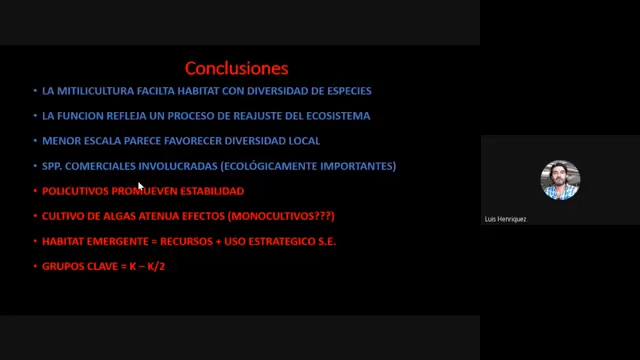 Conclusiones
• LA MITILICULTURA FACILTA HABITAT CON DIVERSIDAD DE ESPECIES
• LA FUNCION REFLEJA UN PROCESO DE REAJUSTE DEL ECOSISTEMA
• MENOR ESCALA PARECE FAVORECER DIVERSIDAD LOCAL
• SPP. COMERCIALES INVOLUCRADAS (ECOLÓGICAMENTE IMPORTANTES)
• POLICUTIVOS PROMUEVEN ESTABILIDAD
• CULTIVO DE ALGAS ATENUA EFECTOS (MONOCULTIVOS???)
• HABITAT EMERGENTE = RECURSOS + USO ESTRATEGICO S.E.
• GRUPOS CLAVE = K – K/2
Luis Henriquez